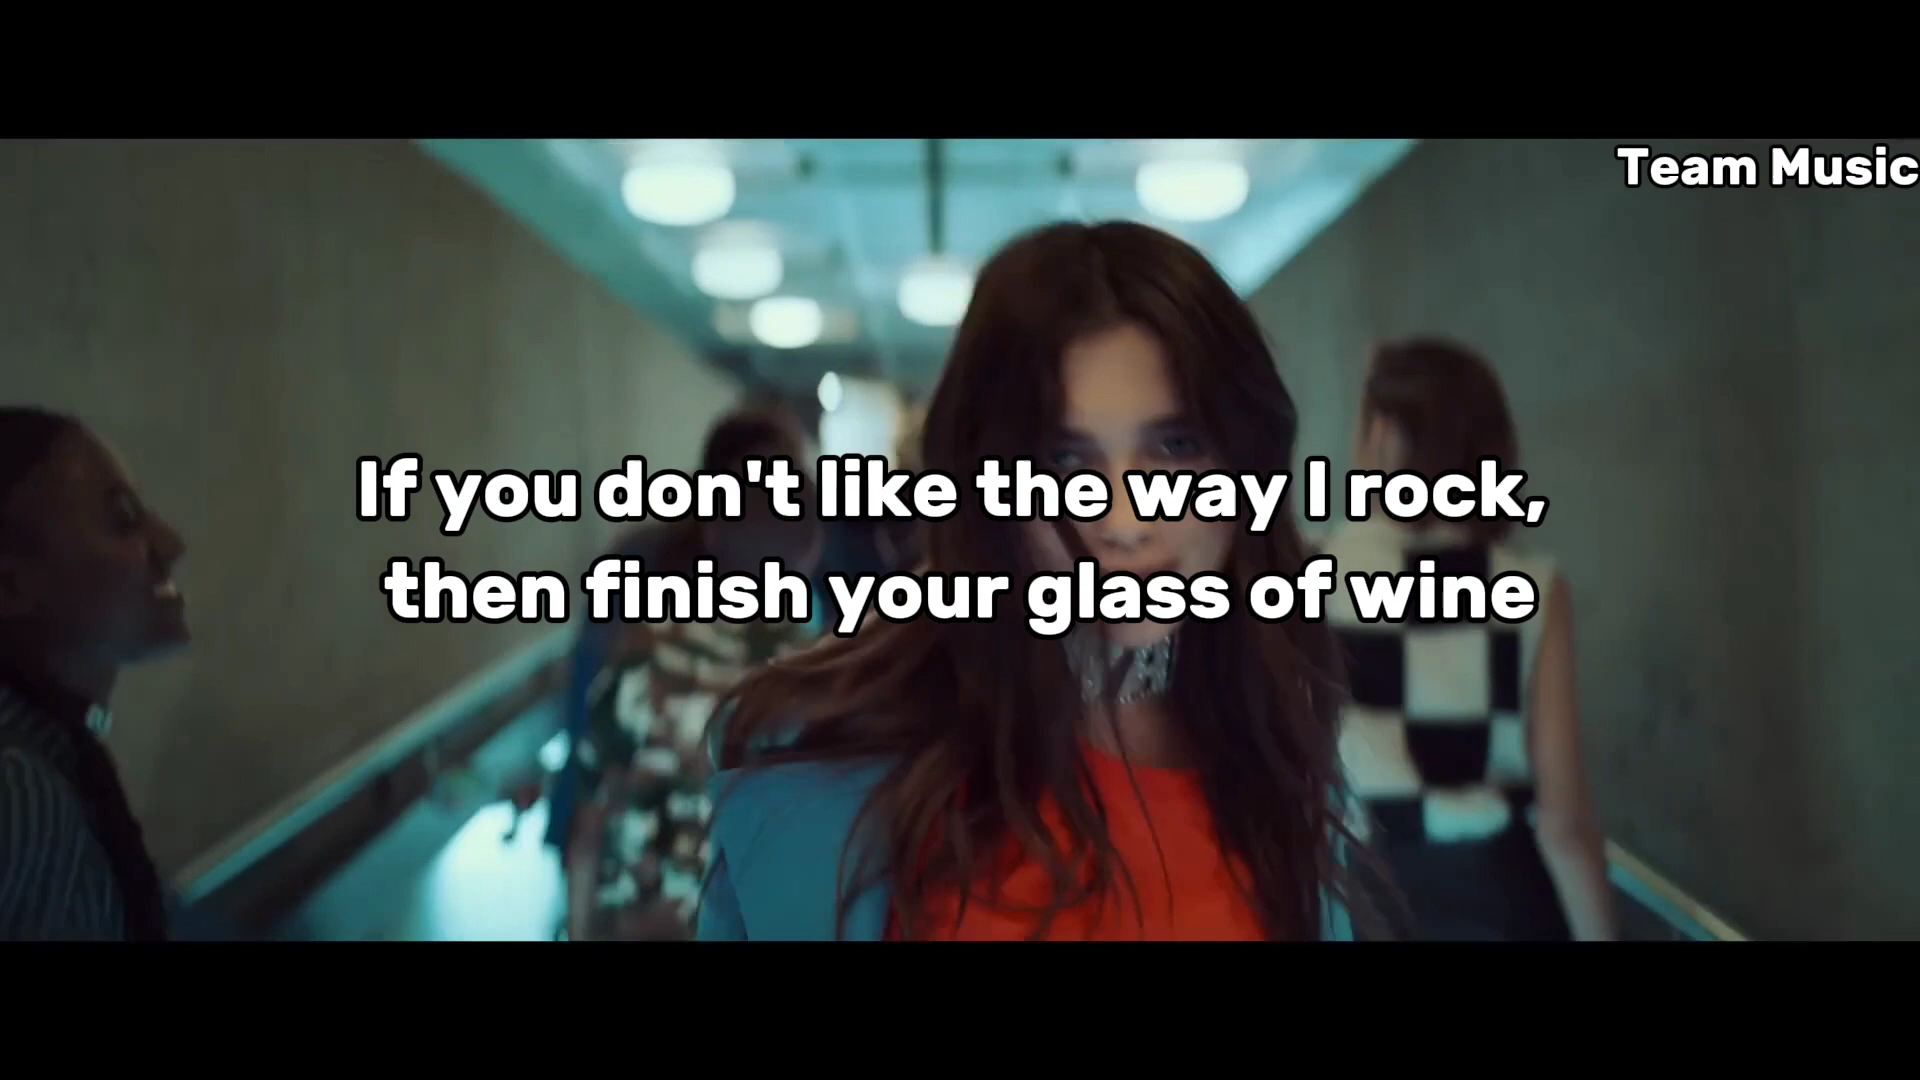 Team Music
If you don't like the way I rock,
then finish your glass of wine